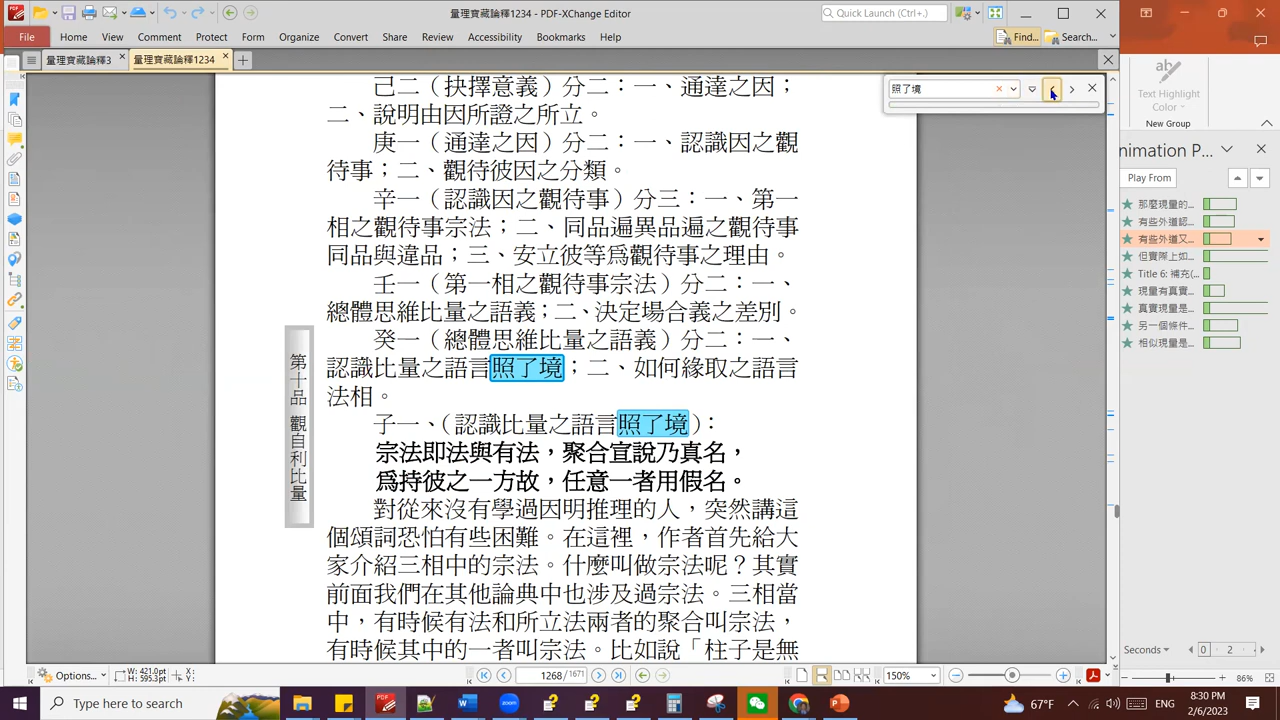 量理寶藏論釋1234 - PDF-XChange Editor
Quick Launch (Ctrl+.)
File
Home
View
Comment
Protect
Form
Organize
Convert
Share
Review
Accessibility
Bookmarks
Help
Find...
Search...
量理寶藏論釋3
量理寶藏論釋1234
照了境
己二（抉擇意義）分二：一、通達之因；
二、說明由因所證之所立。
庚一（通達之因）分二：一、認識因之觀
待事；二、觀待彼因之分類。
辛一（認識因之觀待事）分三：一、第一
相之觀待事宗法；二、同品遍異品遍之觀待事
同品與違品；三、安立彼等爲觀待事之理由。
壬一（第一相之觀待事宗法）分二：一、
總體思維比量之語義；二、決定場合義之差別。
癸一（總體思維比量之語義）分二：一、
認識比量之語言照了境；二、如何緣取之語言
法相。
子一、（認識比量之語言照了境）：
宗法即法與有法，聚合宣說乃真名，
爲持彼之一方故，任意一者用假名。
對從來沒有學過因明推理的人，突然講這
個頌詞恐怕有些困難。在這裡，作者首先給大
家介紹三相中的宗法。什麼叫做宗法呢？其實
前面我們在其他論典中也涉及過宗法。三相當
中，有時候有法和所立法兩者的聚合叫宗法，
有時候其中的一者叫宗法。比如說「柱子是無
第十品 觀自利比量
Text Highlight
Color
New Group
nimation P...
Play From
那麼現量的...
有些外道認...
有些外道又...
但實際上如...
Title 6: 補充(...
現量有真實...
真實現量是...
另一個條件...
相似現量是...
Seconds
0
2
86%
Options...
W: 421.0pt
H: 595.3pt
X:
Y:
1268 /1671
150%
Type here to search
67°F
ENG
8:30 PM
2/6/2023